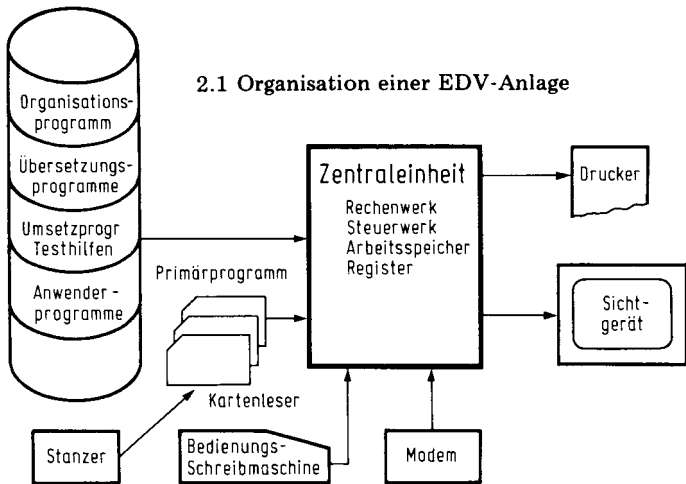 2.1 Organisation einer EDV-Anlage
Organisations-
programm
Übersetzungs-
programme
Umsetzprogr
Testhilfen
Anwender-
programme
Primärprogramm
Kartenleser
Stanzer
Bedienungs-
Schreibmaschine
Modem
Zentraleinheit
Rechenwerk
Steuerwerk
Arbeitsspeicher
Register
Drucker
Sicht-
gerät